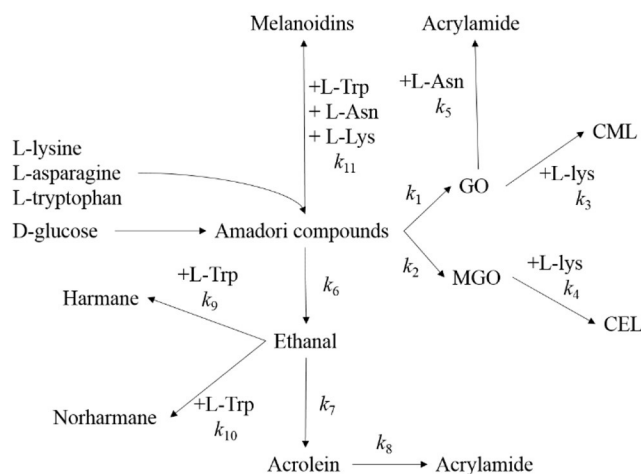 Melanoidins
Acrylamide
+L-Trp
+ L-Asn
+ L-Lys
k11
+L-Asn
k5
CML
L-lysine
L-asparagine
L-tryptophan
D-glucose
Amadori compounds
k1
GO
+L-lys
k3
k2
MGO
+L-lys
k4
CEL
k6
+L-Trp
k9
Harmane
Ethanal
Norharmane
+L-Trp
k10
k7
Acrolein
k8
Acrylamide